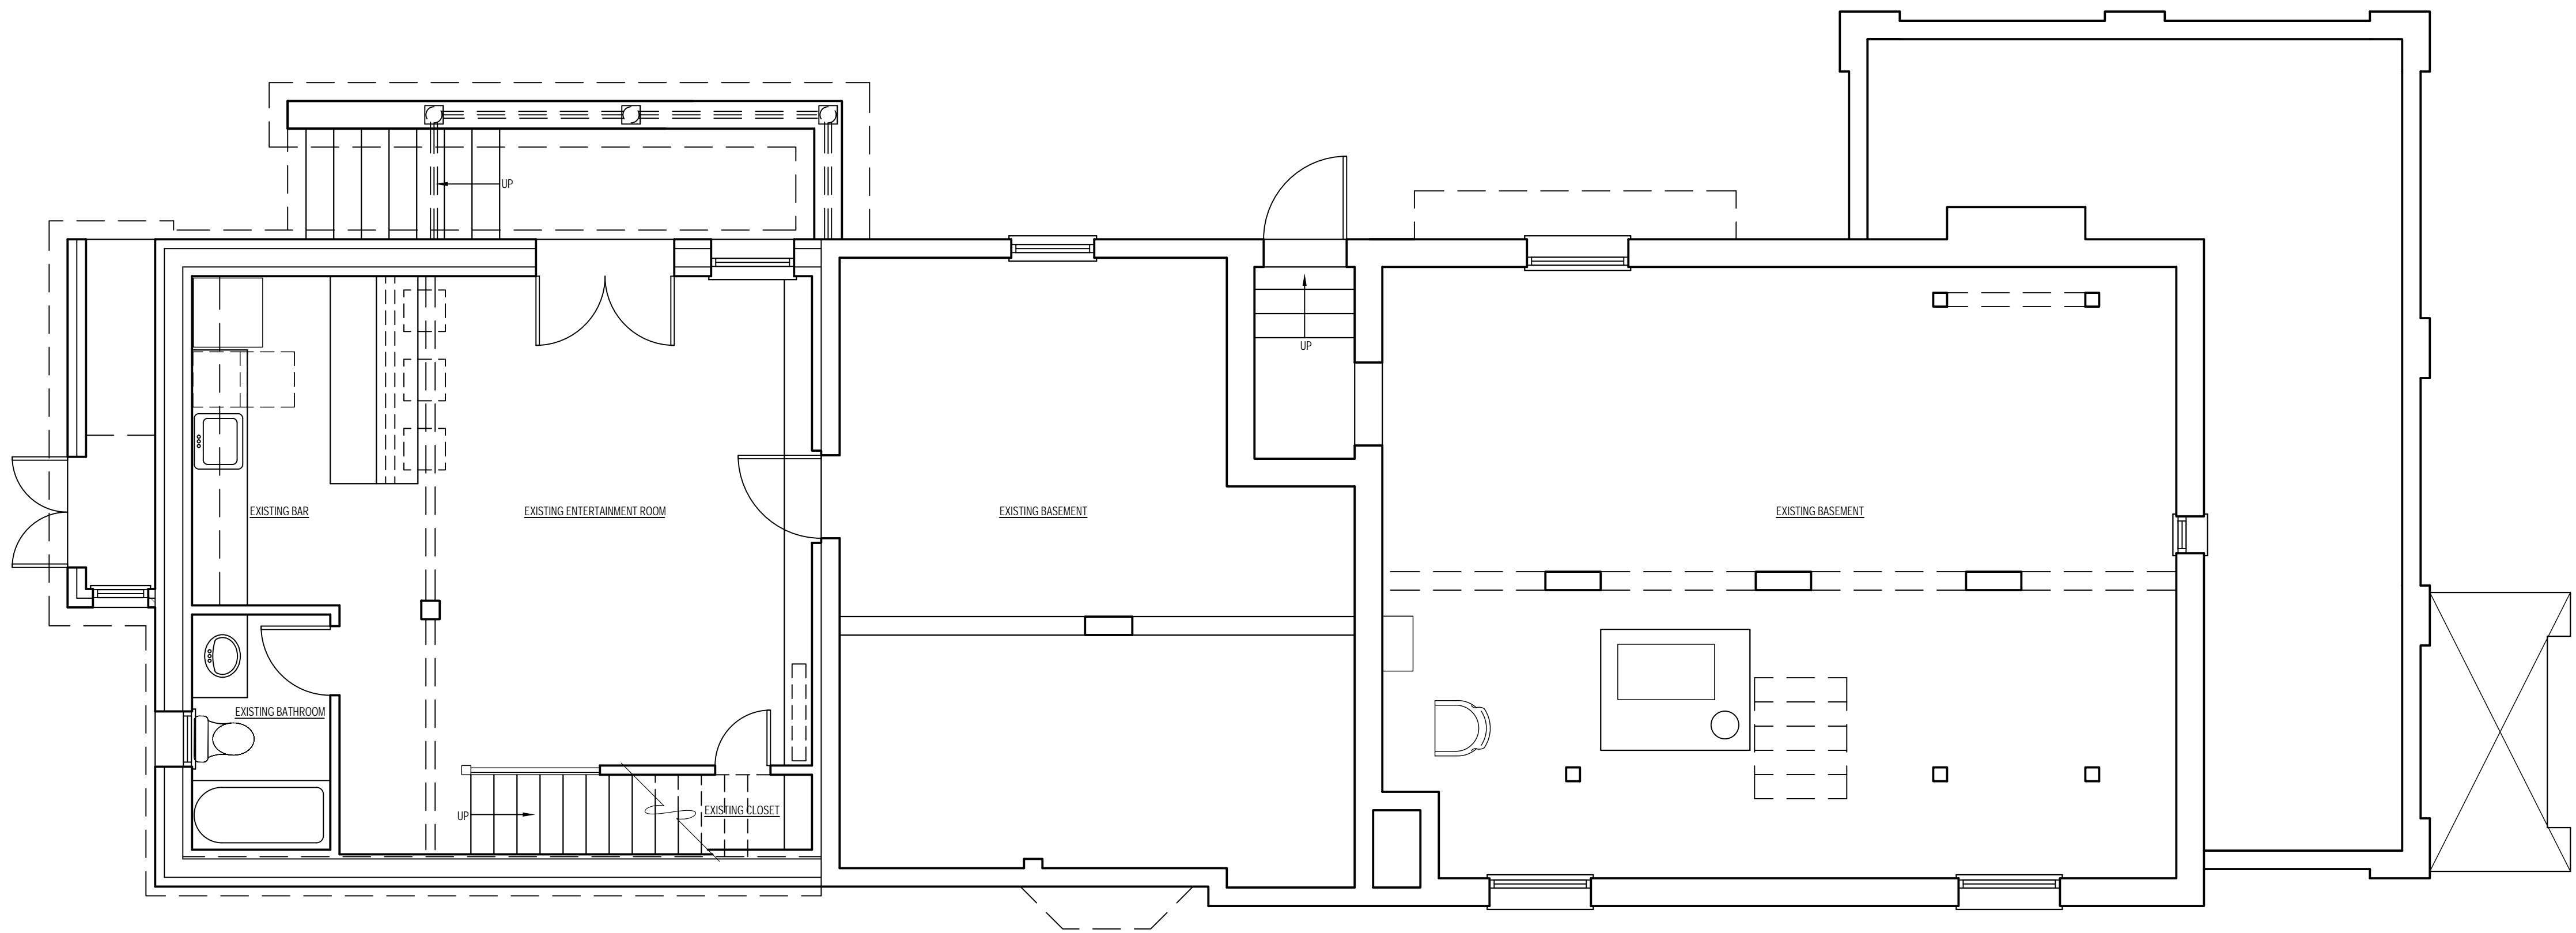 UP
UP
EXISTING BAR
EXISTING ENTERTAINMENT ROOM
EXISTING BASEMENT
EXISTING BASEMENT
EXISTING BATHROOM
EXISTING CLOSET
UP